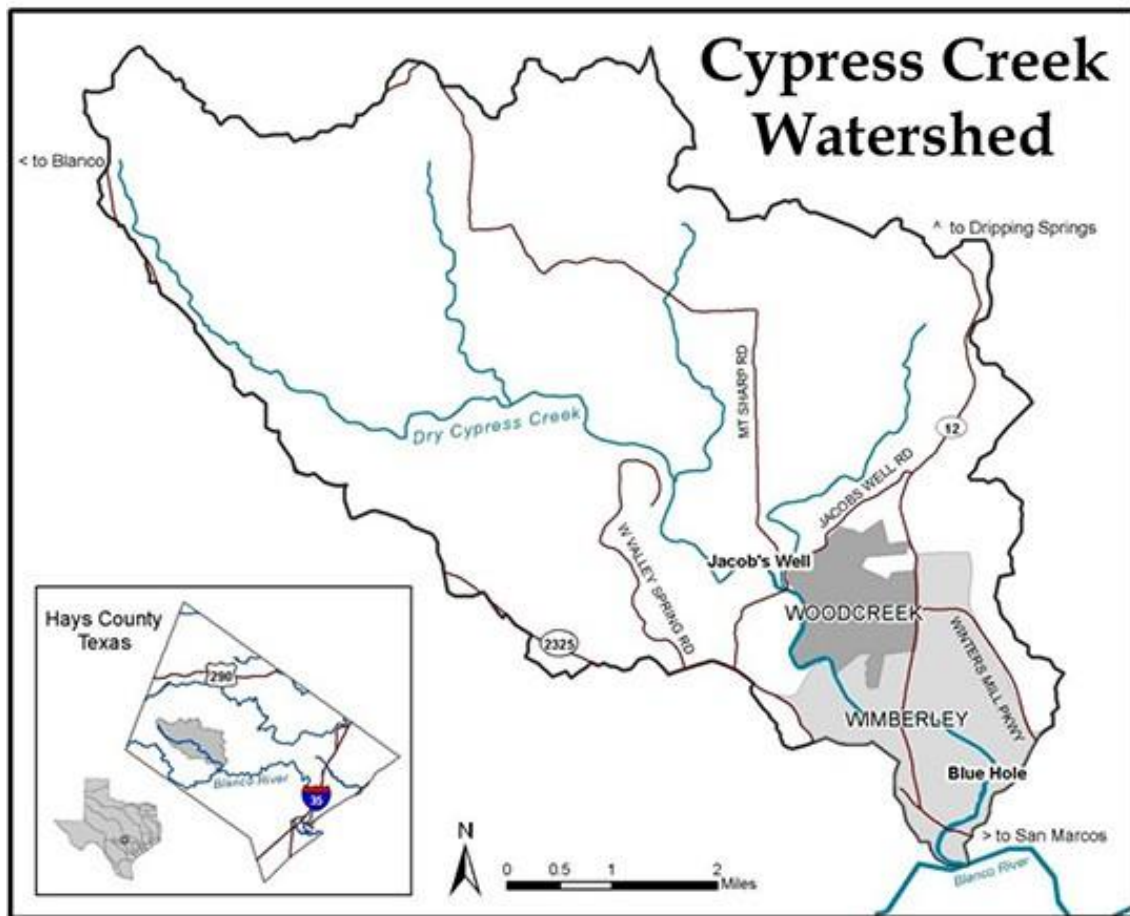 Cypress Creek
Watershed
< to Blanco
^ to Dripping Springs
Dry Cypress Creek
MT SHARP RD
12
JACOBS WELL RD
W VALLEY SPRING RD
Jacob's Well
WOODCREEK
2325
WINTERS MILL PKWY
WIMBERLEY
Blue Hole
> to San Marcos
Blanco River
Hays County
Texas
290
Blanco River
35
N
0 0.5 1 2
Miles